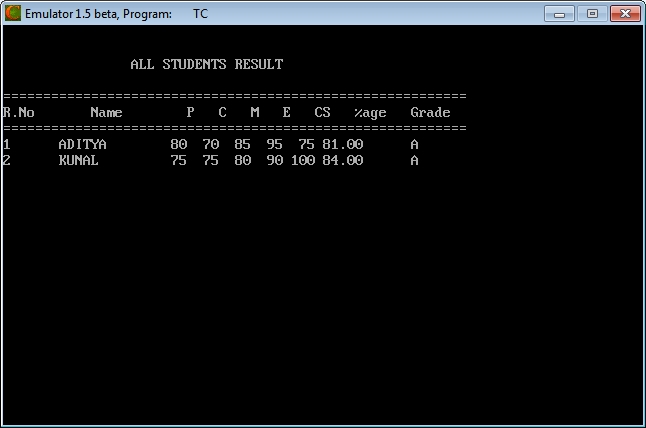 Emulator 1.5 beta, Program: TC
ALL STUDENTS RESULT
==========================================================
R.No Name P C M E CS %age Grade
==========================================================
1 ADITYA 80 70 85 95 75 81.00 A
2 KUNAL 75 75 80 90 100 84.00 A